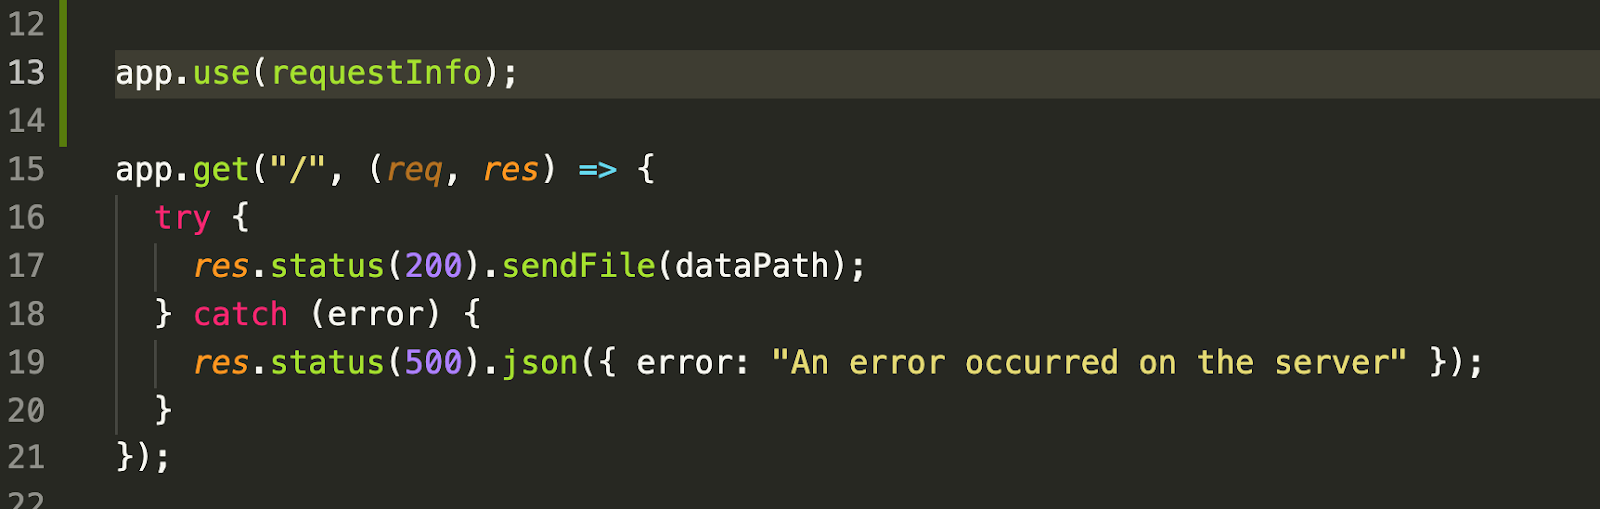 12
13 app.use(requestInfo);
14
15 app.get("/", (req, res) => {
16 try {
17 res.status(200).sendFile(dataPath);
18 } catch (error) {
19 res.status(500).json({ error: "An error occurred on the server" });
20 }
21 });
22